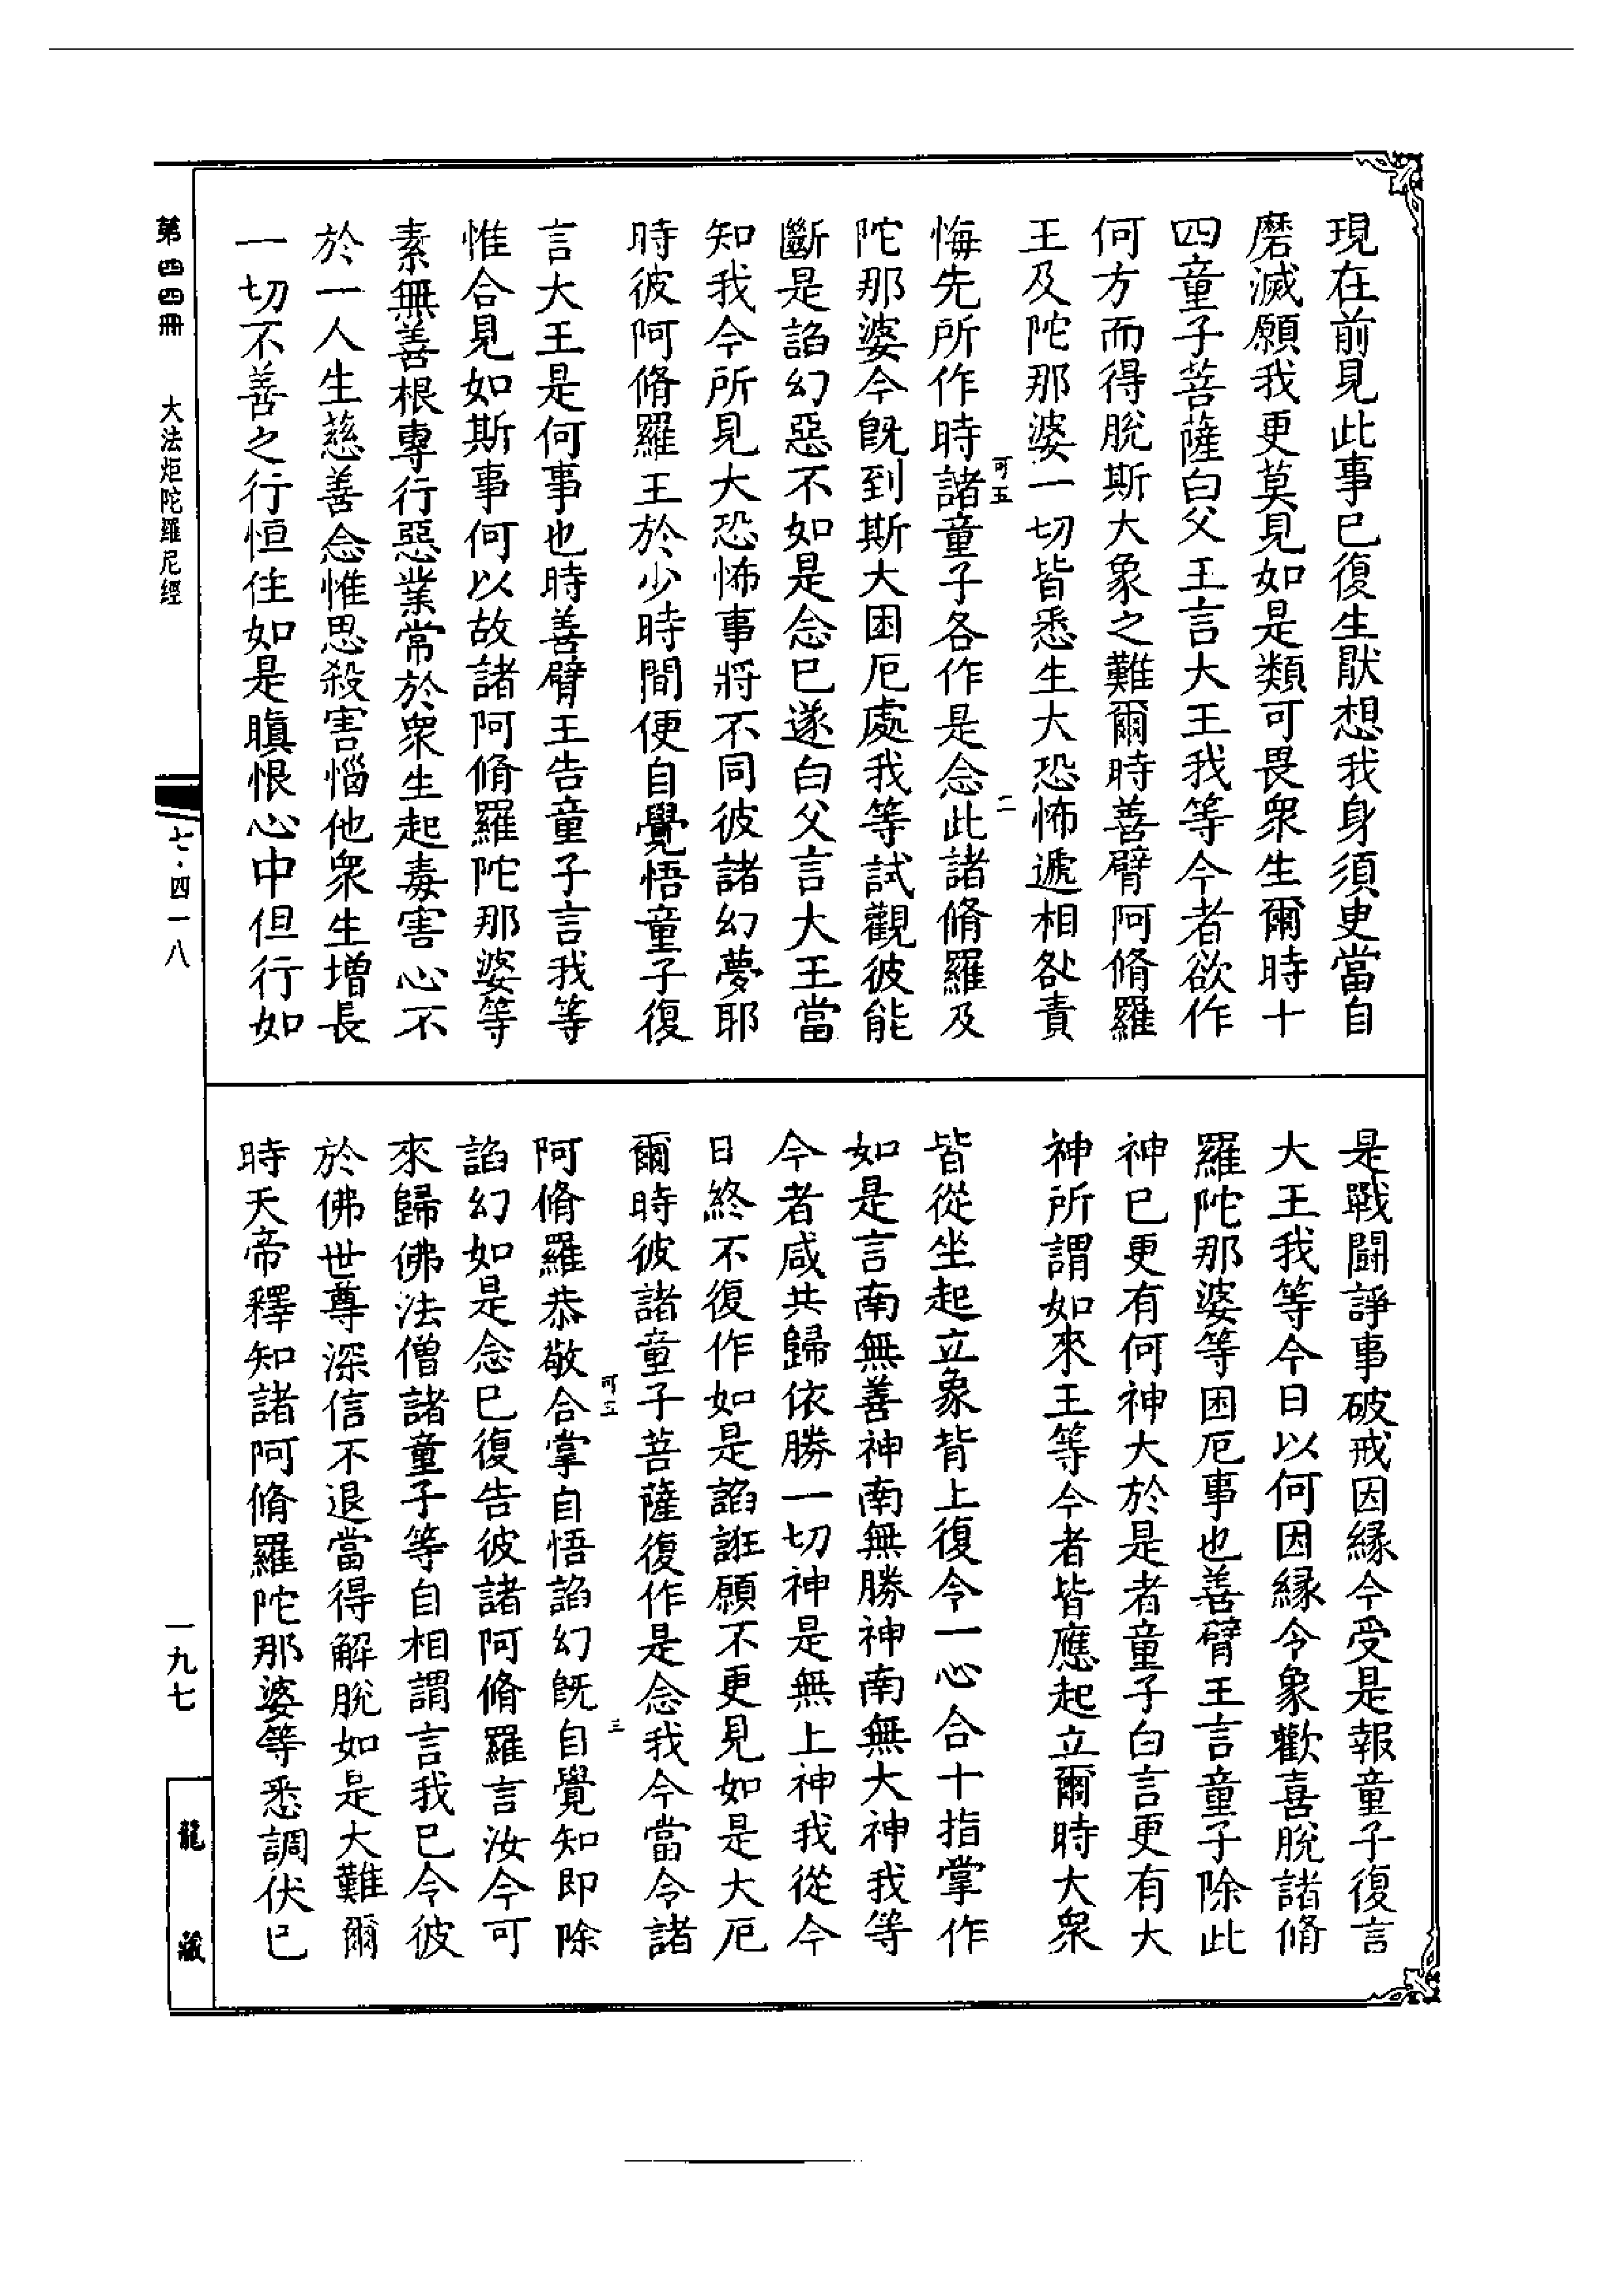 現在前見此事已復生猒想我身須㬰當自
磨滅願我更莫見如是類可畏衆生爾時十
四童子菩薩白父王言大王我等今者欲作
何方而得脫斯大象之難爾時善臂阿脩羅
王及陀那婆一切皆悉生大恐怖遞相咎責
悔先所作時諸童子各作是念此諸脩羅及
可五
二
陀那婆今旣到斯大困厄處我等試觀彼能
斷是諂幻惡不如是念已遂白父言大王當
知我今所見大恐怖事將不同彼諸幻夢耶
時彼阿脩羅王於少時間便自覺悟童子復
言大王是何事也時善臂王告童子言我等
惟合見如斯事何以故諸阿脩羅陀那婆等
素無善根專行惡業常於衆生起毒害心不
於一人生慈善念惟思殺害惱他衆生增長
一切不善之行恒住如是瞋恨心中但行如
是戰鬪諍事破戒因緣今受是報童子復言
大王我等今日以何因緣令象歡喜脫諸脩
羅陀那婆等困厄事也善臂王言童子除此
神已更有何神大於是者童子白言更有大
神所謂如來王等今者皆應起立爾時大衆
皆從坐起立象背上復令一心合十指掌作
如是言南無善神南無勝神南無大神我等
今者咸共歸依勝一切神是無上神我從今
日終不復作如是諂誑願不更見如是大厄
爾時彼諸童子菩薩復作是念我今當令諸
可五
三
阿脩羅恭敬合掌自悟諂幻旣自覺知即除
諂幻如是念已復告彼諸阿脩羅言汝今可
來歸佛法僧諸童子等自相謂言我已令彼
於佛世尊深信不退當得解脫如是大難爾
時天帝釋知諸阿脩羅陀那婆等悉調伏已
第四四冊
大法炬陀羅尼經
七·四一八
一九七
龍藏